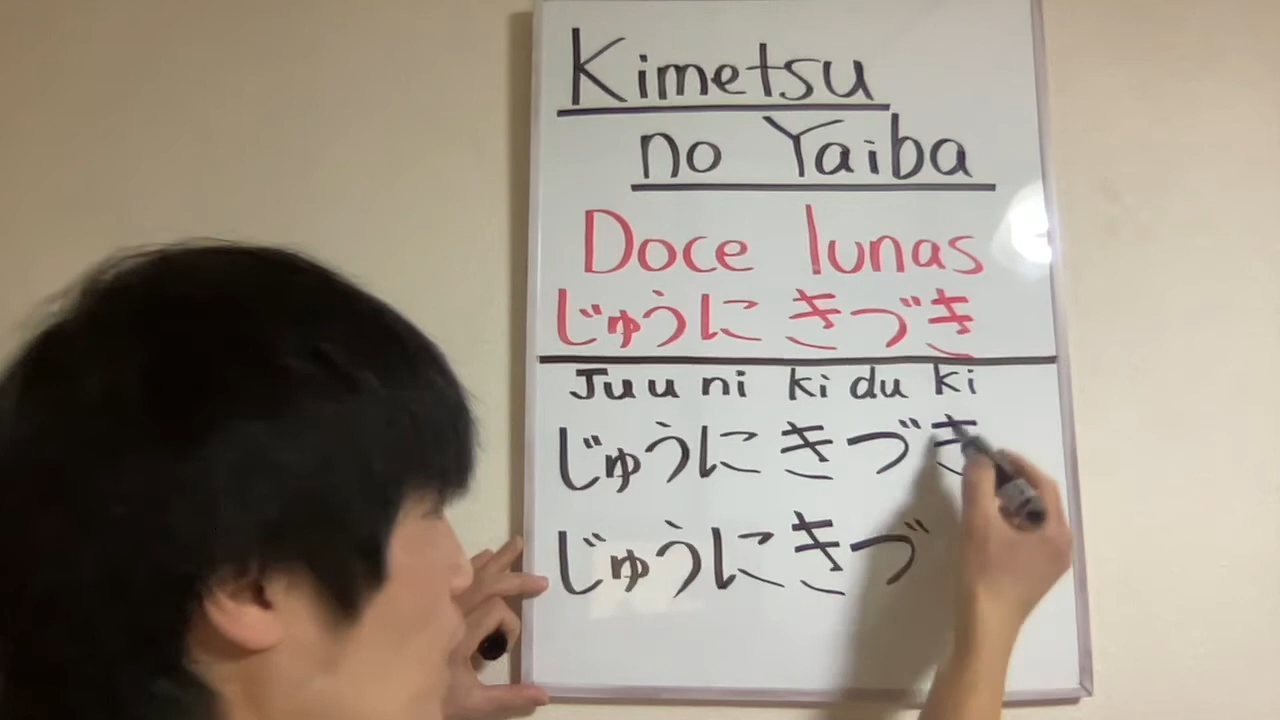 Kimetsu
no Yaiba
Doce lunas
じゅうに きづき
Juu ni ki du ki
じゅうに きづき
じゅうにきづ